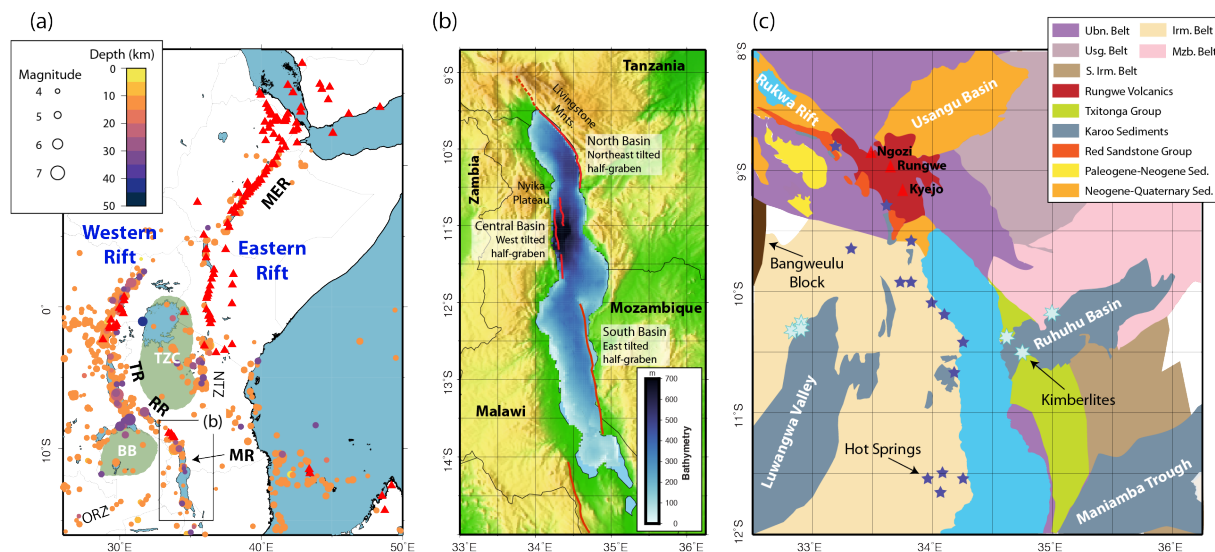 (a)
Magnitude
4
5
6
7
Depth (km)
0
10
20
30
40
50
Western
Rift
Eastern
Rift
MER
TZC
TR
RR
NTZ
(b)
BB
MR
ORZ
0°
10°S
30°E
40°E
50°E
(b)
9°S
10°S
11°S
12°S
13°S
14°S
33°E
34°E
35°E
36°E
Tanzania
Livingstone
Mnts
North Basin
Northeast tilted
half-graben
Zambia
Nyika
Plateau
Central Basin
West tilted
half-graben
Mozambique
South Basin
East tilted
half-graben
Malawi
m
700
600
500
400
300
200
100
0
Bathymetry
(c)
Ubn. Belt
Irm. Belt
Usg. Belt
Mzb. Belt
S. Irm. Belt
Rungwe Volcanics
Txitonga Group
Karoo Sediments
Red Sandstone Group
Paleogene-Neogene Sed.
Neogene-Quaternary Sed.
8°S
9°S
10°S
11°S
12°S
33°E
34°E
35°E
36°E
Rukwa Rift
Usangu Basin
Ngozi
Rungwe
Kyejo
Bangweulu
Block
Ruhuhu Basin
Kimberlites
Luwangwa Valley
Hot Springs
Maniamba Trough